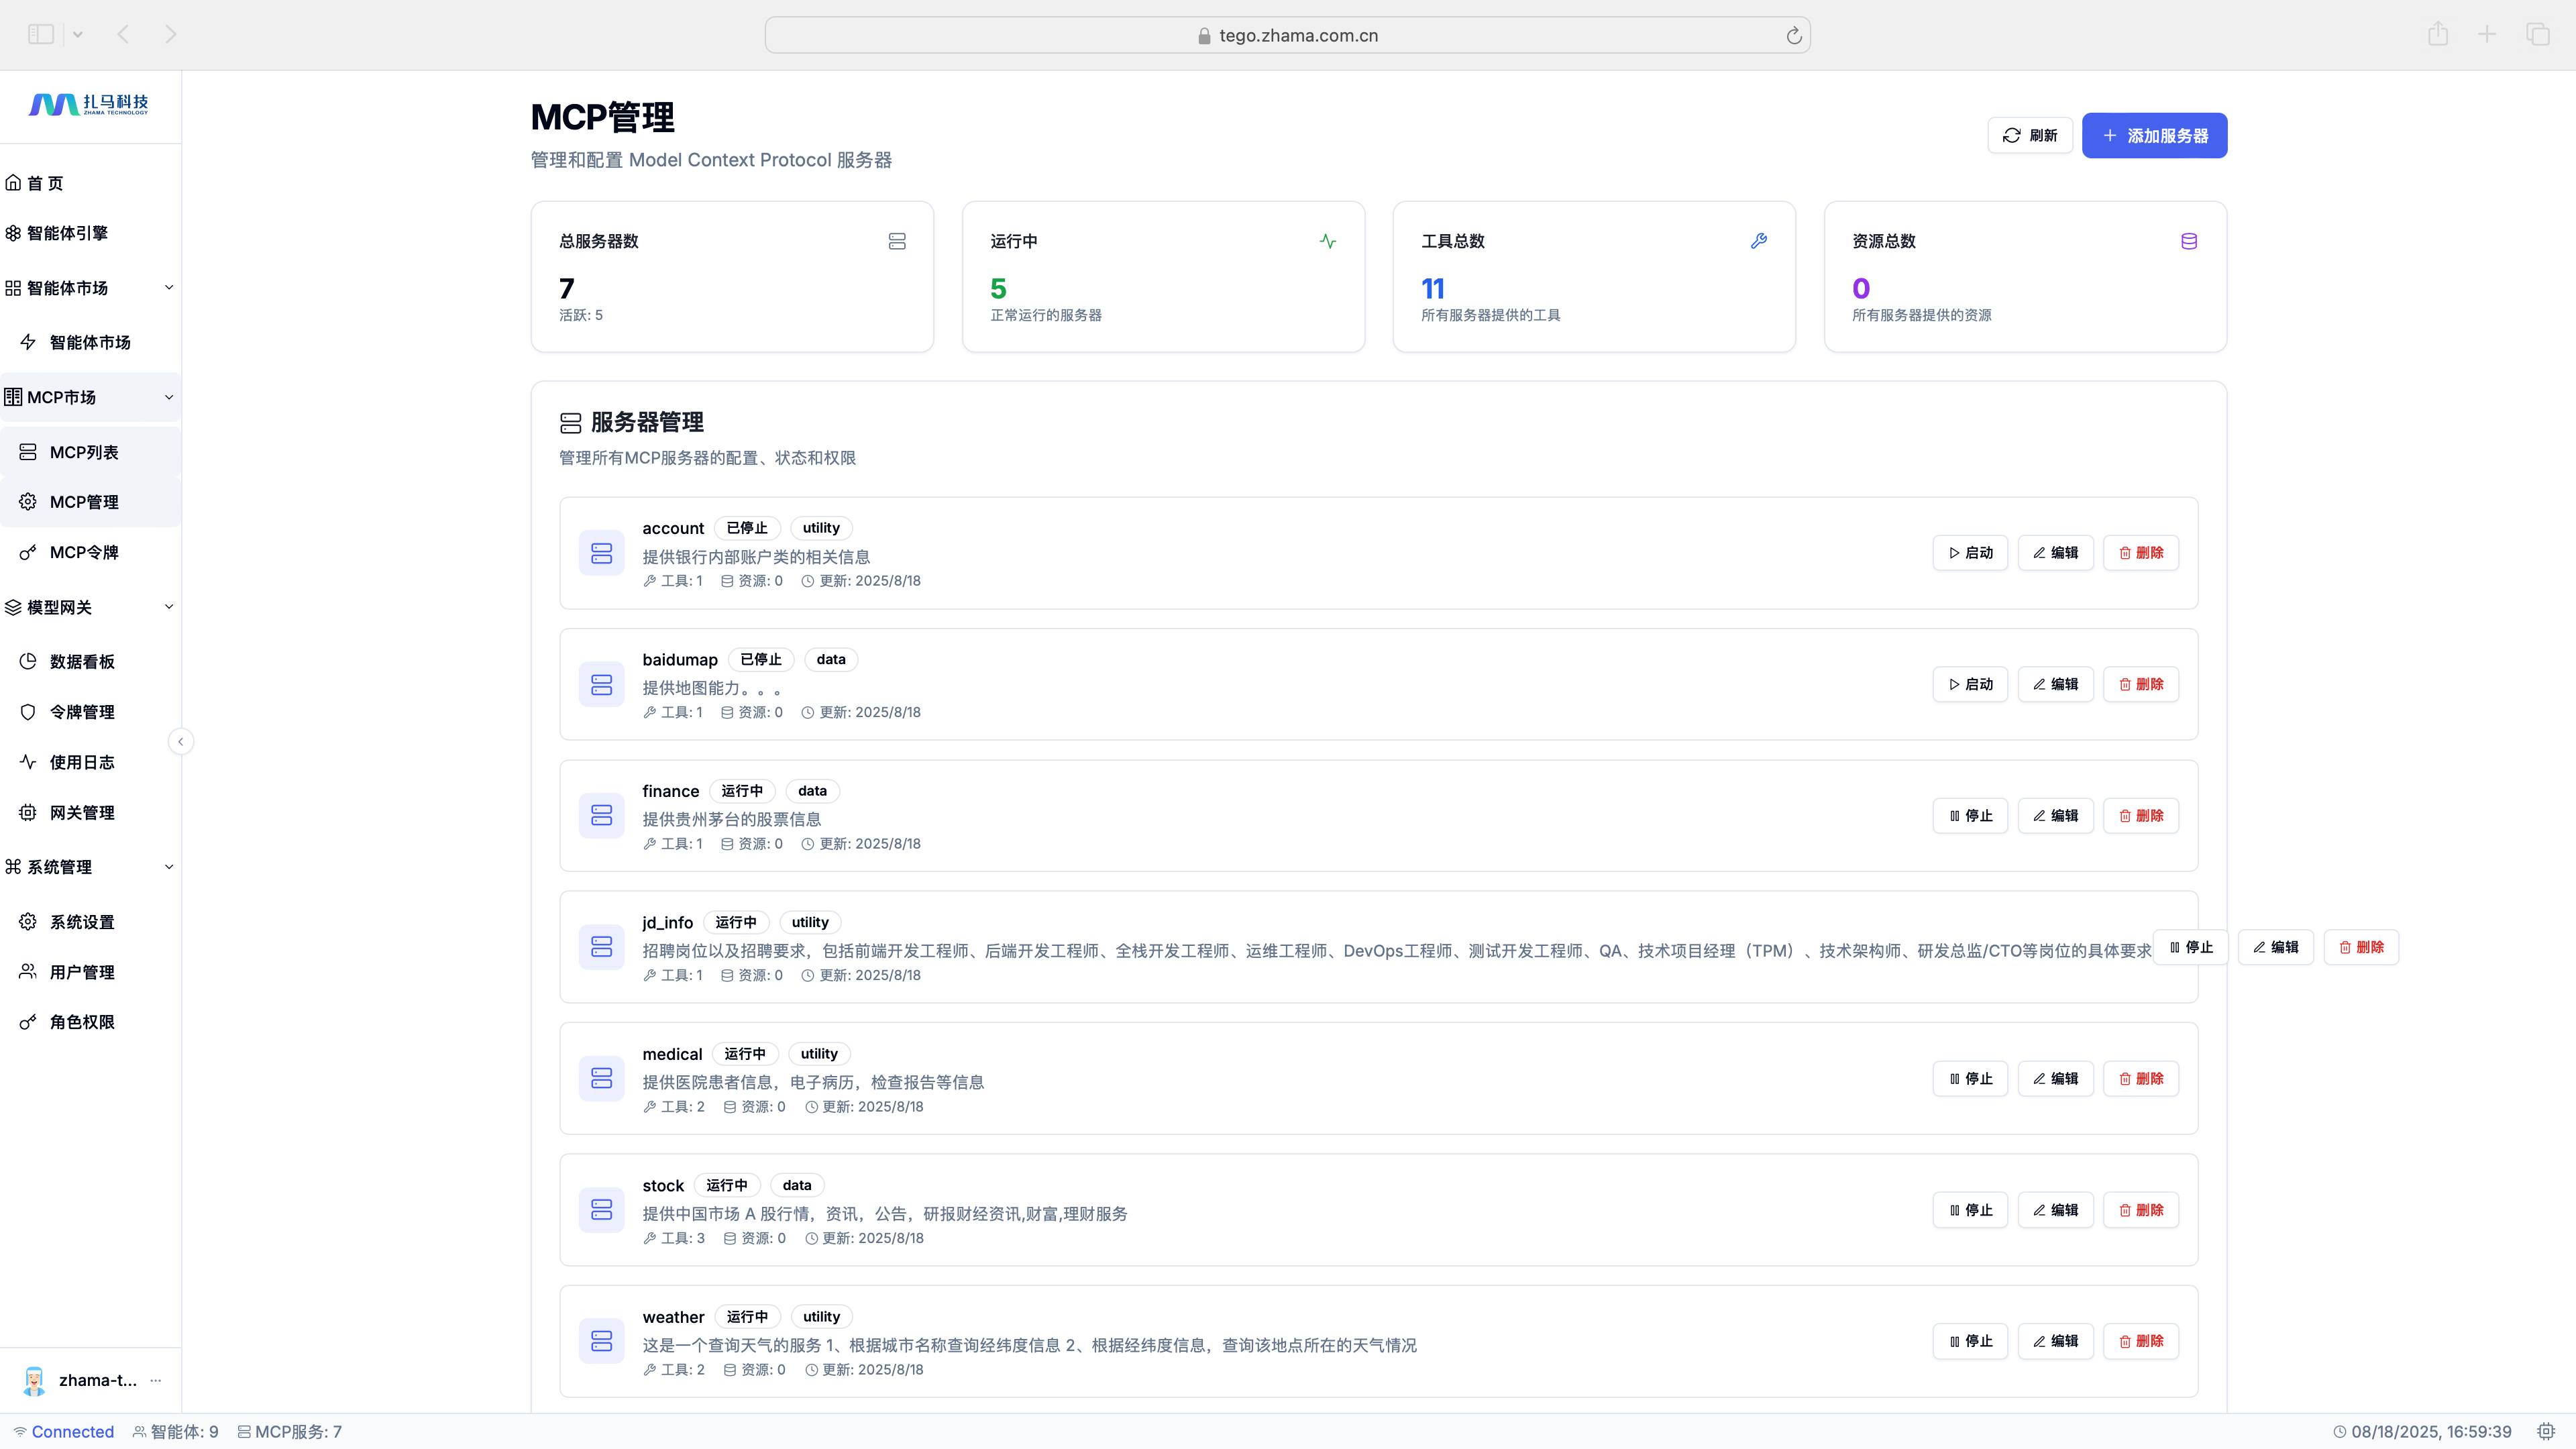 tego.zhama.com.cn
扎马科技
ZHAMA TECHNOLOGY
首 页
智能体引擎
智能体市场
智能体市场
MCP市场
MCP列表
MCP管理
MCP令牌
模型网关
数据看板
令牌管理
使用日志
网关管理
系统管理
系统设置
用户管理
角色权限
zhama-t... ...
MCP管理
管理和配置 Model Context Protocol 服务器
刷新
添加服务器
总服务器数
7
活跃: 5
运行中
5
正常运行的服务器
工具总数
11
所有服务器提供的工具
资源总数
0
所有服务器提供的资源
服务器管理
管理所有MCP服务器的配置、状态和权限
account 已停止 utility
提供银行内部账户类的相关信息
工具: 1 资源: 0 更新: 2025/8/18
启动 编辑 删除
baidumap 已停止 data
提供地图能力。。。
工具: 1 资源: 0 更新: 2025/8/18
启动 编辑 删除
finance 运行中 data
提供贵州茅台的股票信息
工具: 1 资源: 0 更新: 2025/8/18
停止 编辑 删除
jd_info 运行中 utility
招聘岗位以及招聘要求，包括前端开发工程师、后端开发工程师、全栈开发工程师、运维工程师、DevOps工程师、测试开发工程师、QA、技术项目经理（TPM）、技术架构师、研发总监/CTO等岗位的具体要求
工具: 1 资源: 0 更新: 2025/8/18
停止 编辑 删除
medical 运行中 utility
提供医院患者信息，电子病历，检查报告等信息
工具: 2 资源: 0 更新: 2025/8/18
停止 编辑 删除
stock 运行中 data
提供中国市场 A 股行情，资讯，公告，研报财经资讯,财富,理财服务
工具: 3 资源: 0 更新: 2025/8/18
停止 编辑 删除
weather 运行中 utility
这是一个查询天气的服务 1、根据城市名称查询经纬度信息 2、根据经纬度信息，查询该地点所在的天气情况
工具: 2 资源: 0 更新: 2025/8/18
停止 编辑 删除
Connected 智能体: 9 MCP服务: 7
08/18/2025, 16:59:39